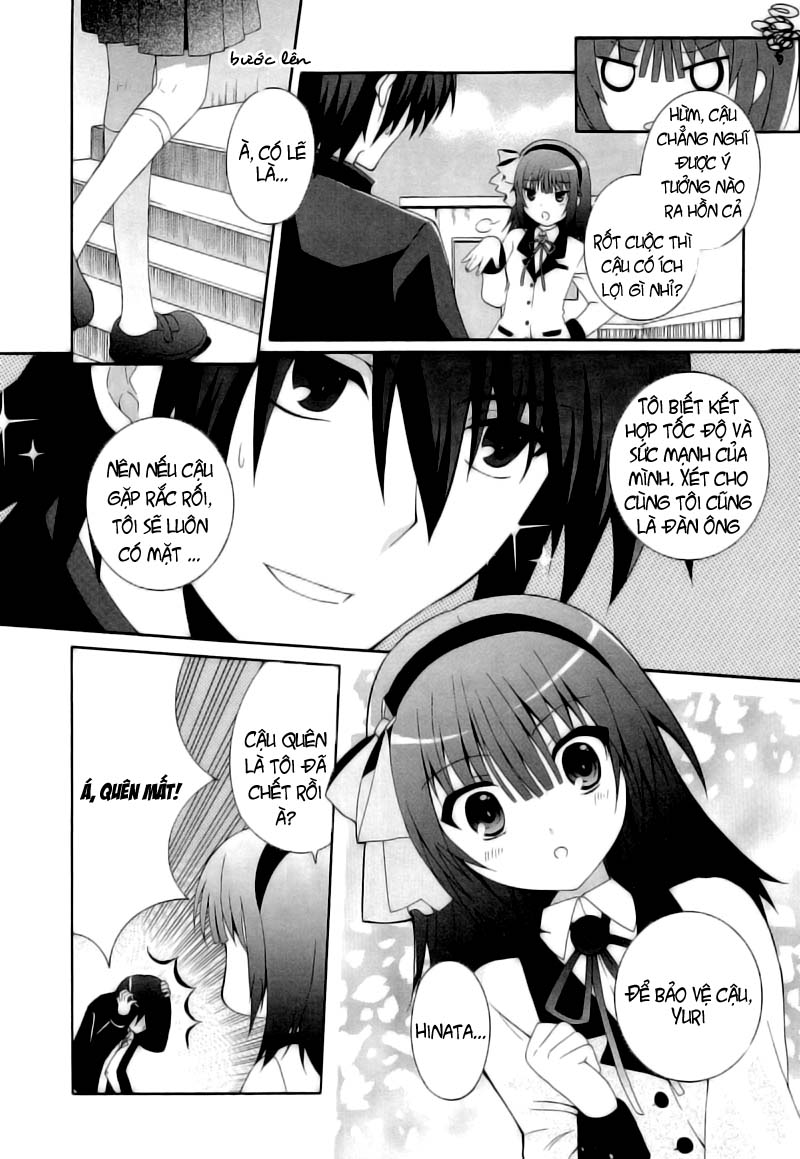 HỪM, CẬU
CHẲNG NGHĨ
ĐƯỢC Ý
TƯỞNG NÀO
RA HỒN CẢ
RỐT CUỘC THÌ
CẬU CÓ ÍCH
LỢI GÌ NHỈ?
À, CÓ LẼ
LÀ...
bước lên
TÔI BIẾT KẾT
HỢP TỐC ĐỘ VÀ
SỨC MẠNH CỦA
MÌNH. XÉT CHO
CÙNG TÔI CŨNG
LÀ ĐÀN ÔNG
NÊN NẾU CẬU
GẶP RẮC RỐI,
TÔI SẼ LUÔN
CÓ MẶT ...
ĐỂ BẢO VỆ CẬU,
YURI
HINATA...
CẬU QUÊN
LÀ TÔI ĐÃ
CHẾT RỒI
À?
Á, QUÊN MẤT!